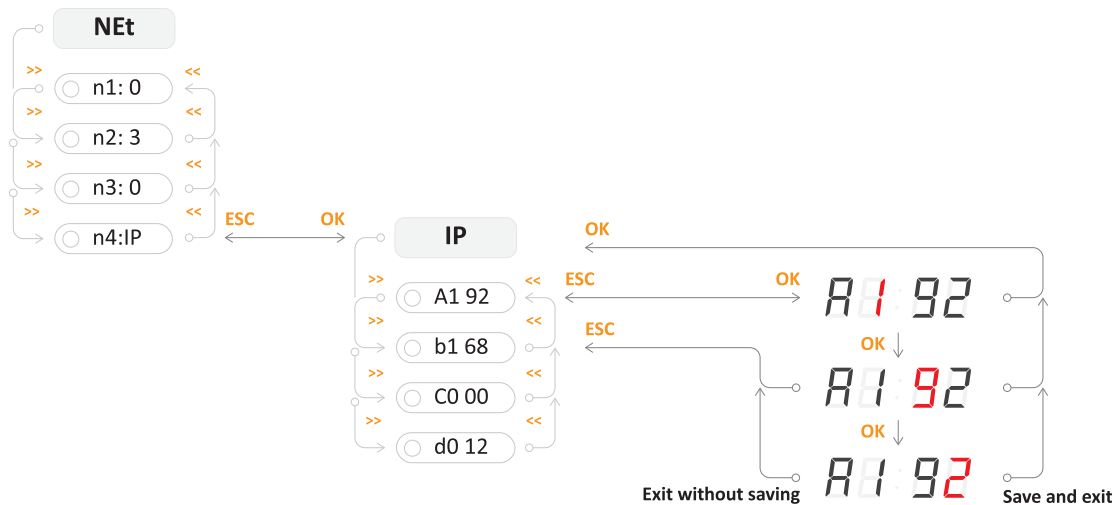 NEt
>> <<
n1: 0
>> <<
n2: 3
>> <<
n3: 0
>> <<
n4:IP
ESC OK
IP
OK
>> <<
A1 92
ESC OK
A1:92
>> <<
b1 68
ESC
OK
>> <<
C0 00
A1:92
>> <<
d0 12
OK
A1:92
Exit without saving
Save and exit